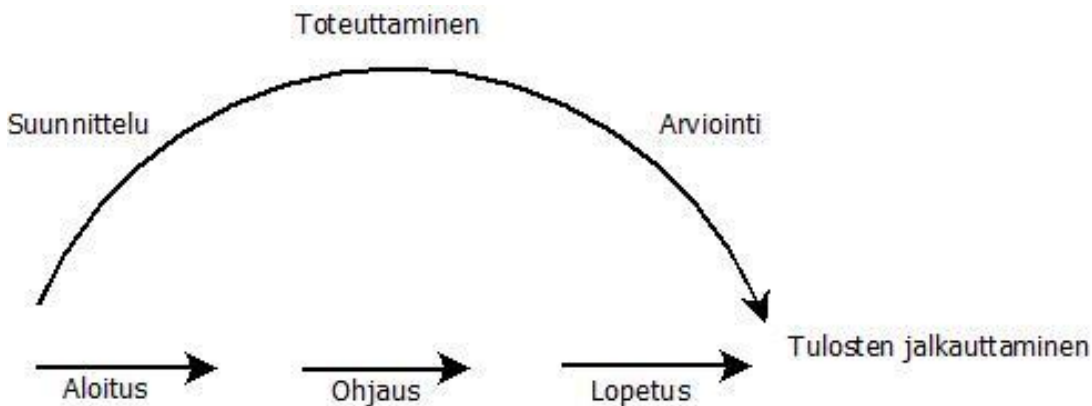 Toteuttaminen
Suunnittelu
Arviointi
Tulosten jalkauttaminen
Aloitus
Ohjaus
Lopetus